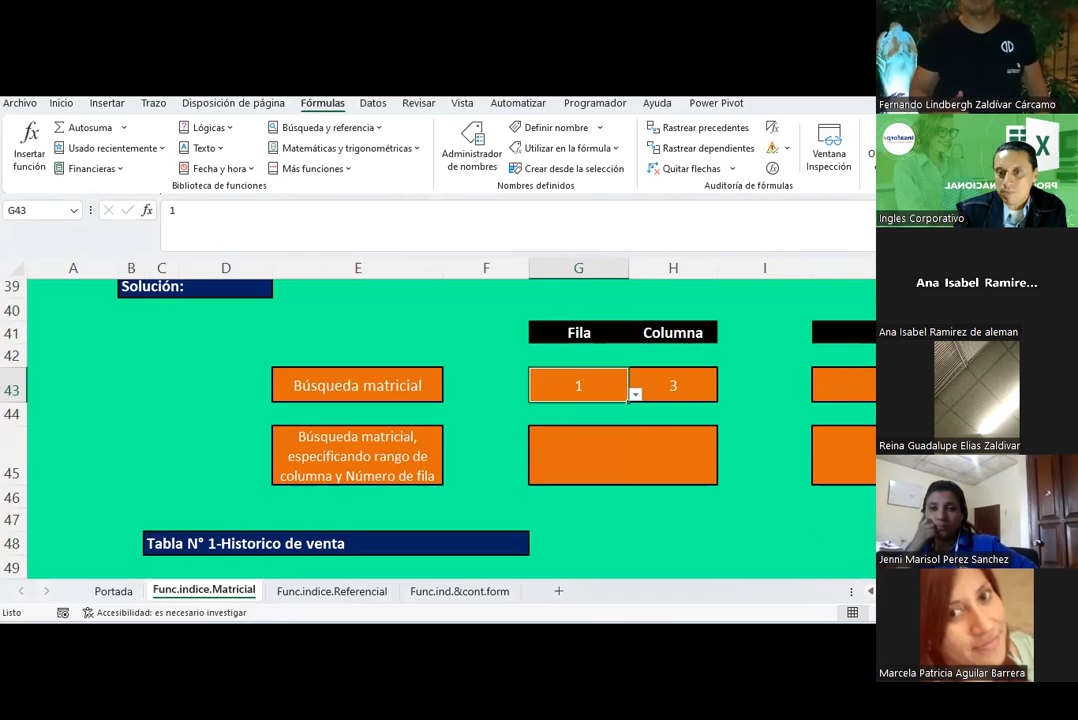 Archivo Inicio Insertar Trazo Disposición de página Fórmulas Datos Revisar Vista Automatizar Programador Ayuda Power Pivot
Insertar función
Autosuma
Usado recientemente
Financieras
Lógicas
Texto
Fecha y hora
Búsqueda y referencia
Matemáticas y trigonométricas
Más funciones
Biblioteca de funciones
Administrador de nombres
Definir nombre
Utilizar en la fórmula
Crear desde la selección
Nombres definidos
Rastrear precedentes
Rastrear dependientes
Quitar flechas
Auditoría de fórmulas
Ventana Inspección
G43
fx
1
A B C D E F G H I
39 Solución:
40
41 Fila Columna
42
43 Búsqueda matricial 1 3
44
45 Búsqueda matricial,
especificando rango de
columna y Número de fila
46
47
48 Tabla N° 1-Historico de venta
49
Portada Func.indice.Matricial Func.indice.Referencial Func.ind.&cont.form
Listo Accesibilidad: es necesario investigar
Fernando Lindbergh Zaldívar Cárcamo
Ingles Corporativo
Ana Isabel Ramire...
Ana Isabel Ramirez de aleman
Reina Guadalupe Elias Zaldivar
Jenni Marisol Perez Sanchez
Marcela Patricia Aguilar Barrera